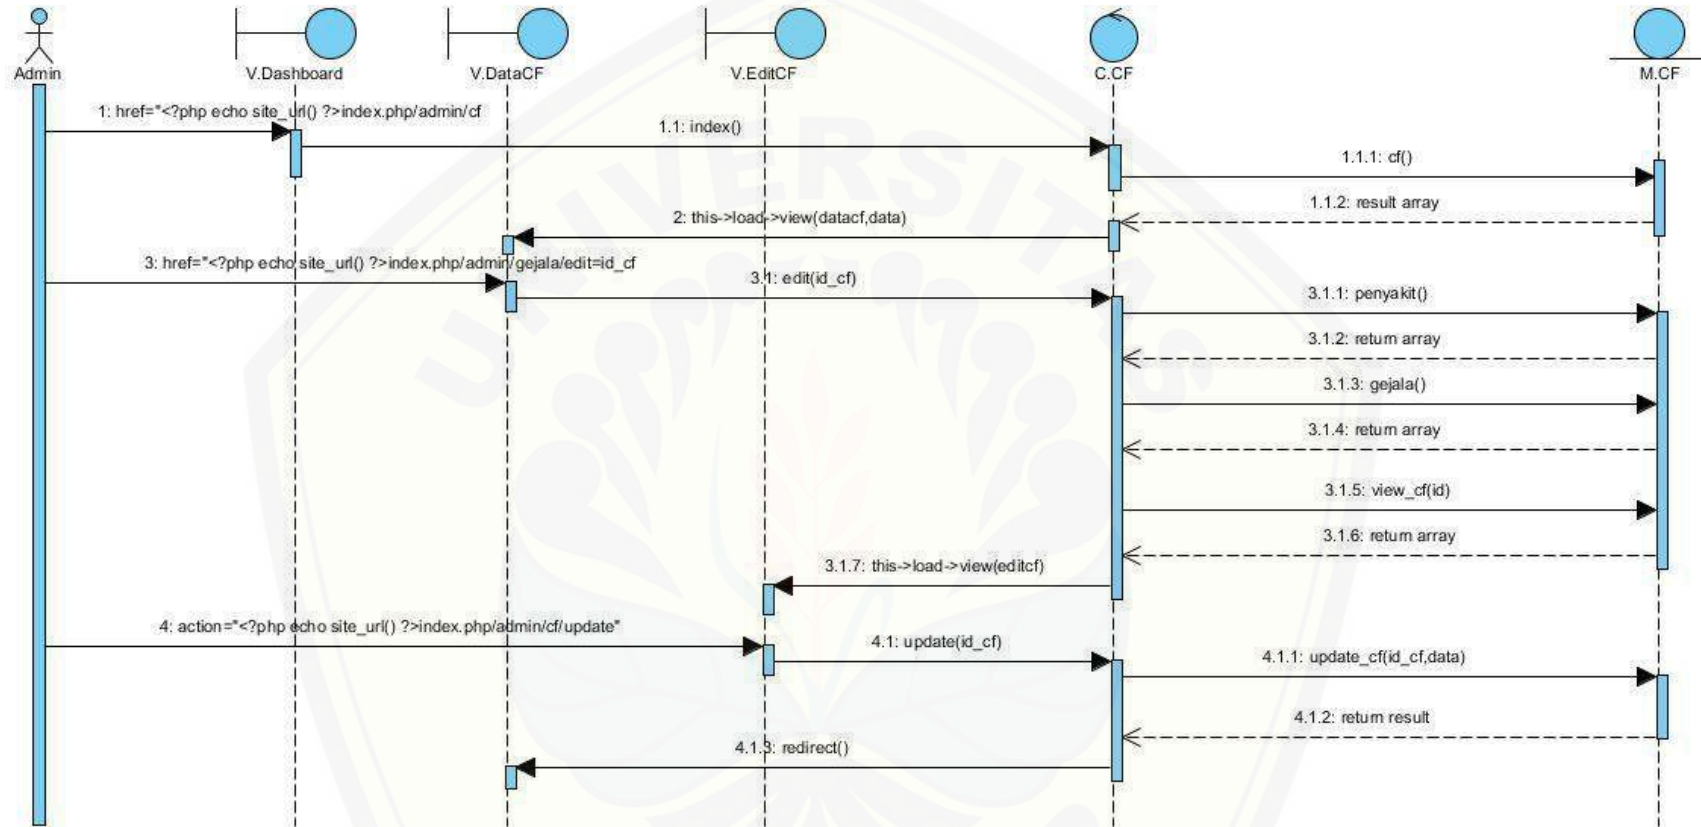 Admin
V.Dashboard
V.DataCF
V.EditCF
C.CF
M.CF
1: href="<?php echo site_url() ?>index.php/admin/cf
1.1: index()
1.1.1: cf()
1.1.2: result array
2: this->load->view(datacf,data)
3: href="<?php echo site_url() ?>index.php/admin/gejala/edit=id_cf
3.1: edit(id_cf)
3.1.1: penyakit()
3.1.2: return array
3.1.3: gejala()
3.1.4: return array
3.1.5: view_cf(id)
3.1.6: return array
3.1.7: this->load->view(editcf)
4: action="<?php echo site_url() ?>index.php/admin/cf/update"
4.1: update(id_cf)
4.1.1: update_cf(id_cf,data)
4.1.2: return result
4.1.3: redirect()
UNIVERSITAS